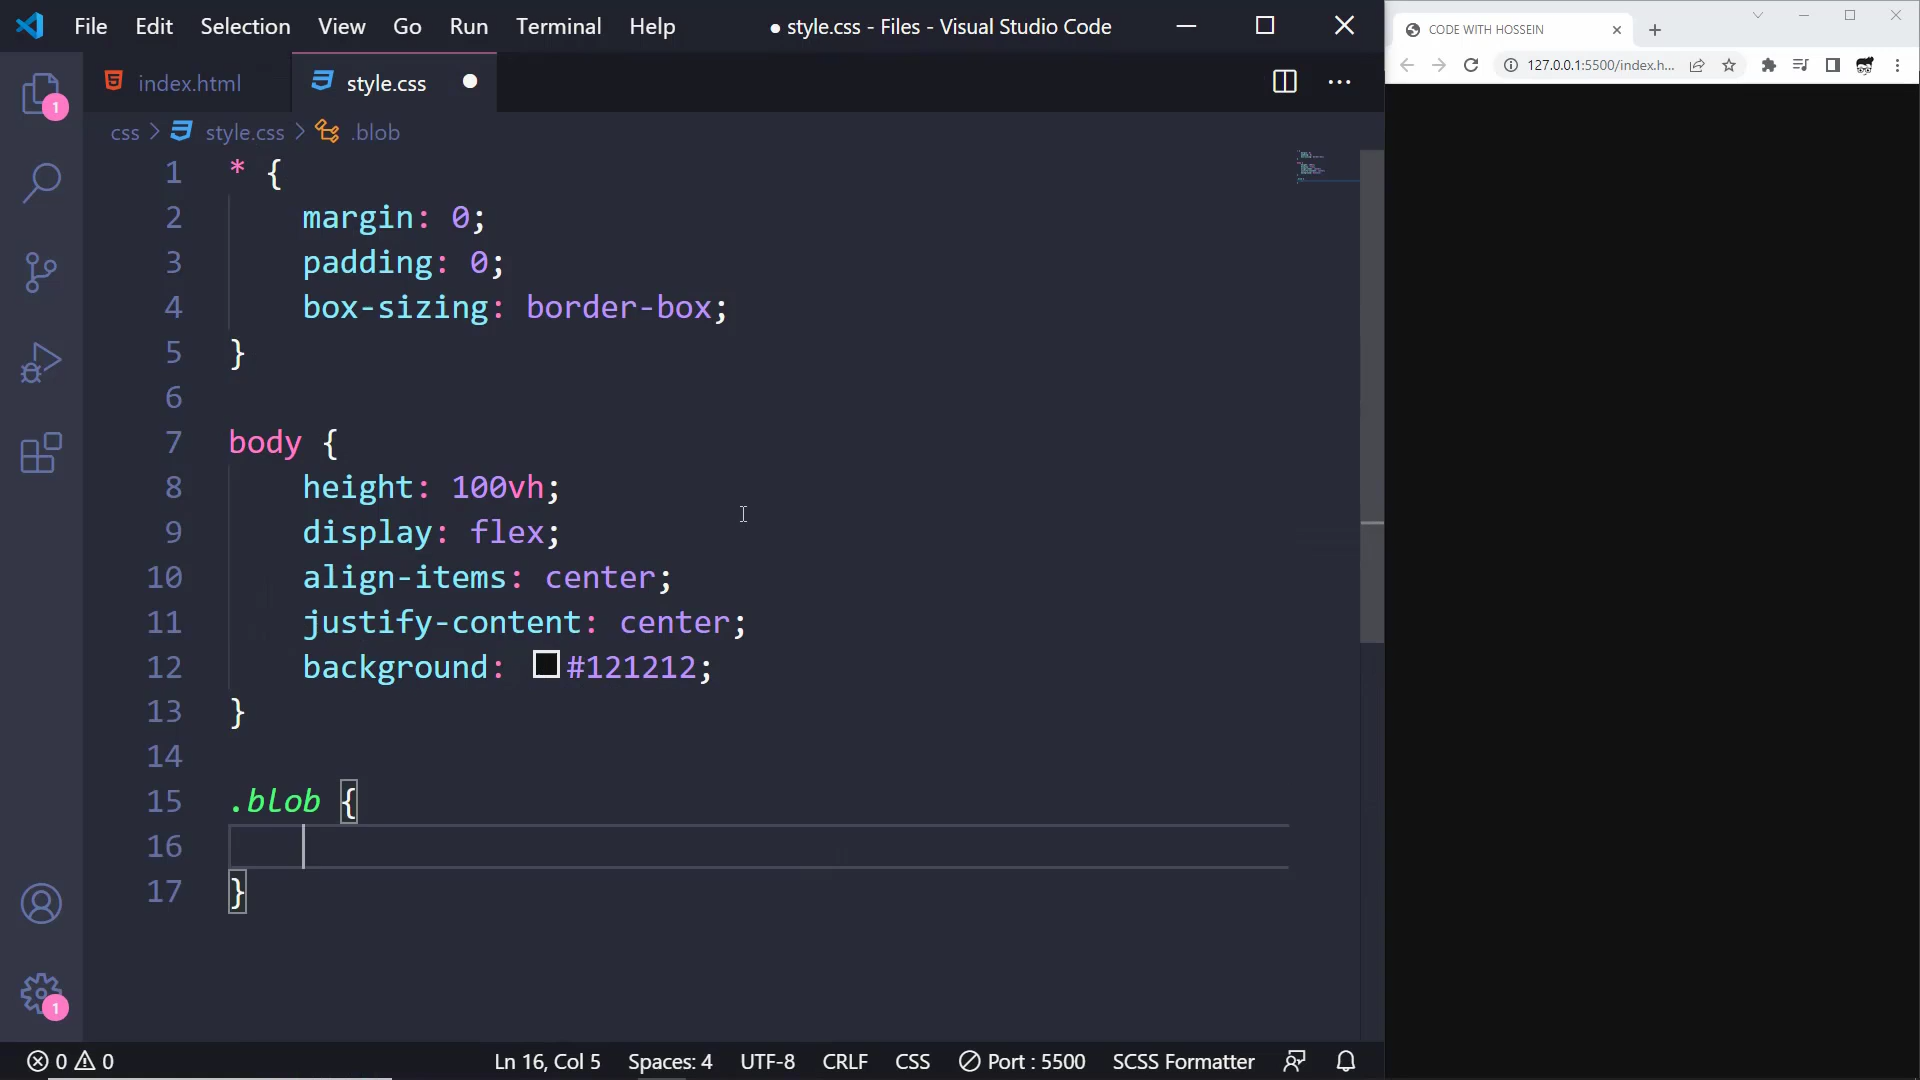 File Edit Selection View Go Run Terminal Help ● style.css - Files - Visual Studio Code
index.html style.css
css > style.css > .blob
1 * {
2 margin: 0;
3 padding: 0;
4 box-sizing: border-box;
5 }
6
7 body {
8 height: 100vh;
9 display: flex;
10 align-items: center;
11 justify-content: center;
12 background: #121212;
13 }
14
15 .blob {
16
17 }
1
1
0 0 Ln 16, Col 5 Spaces: 4 UTF-8 CRLF CSS Port : 5500 SCSS Formatter
CODE WITH HOSSEIN
127.0.0.1:5500/index.h...